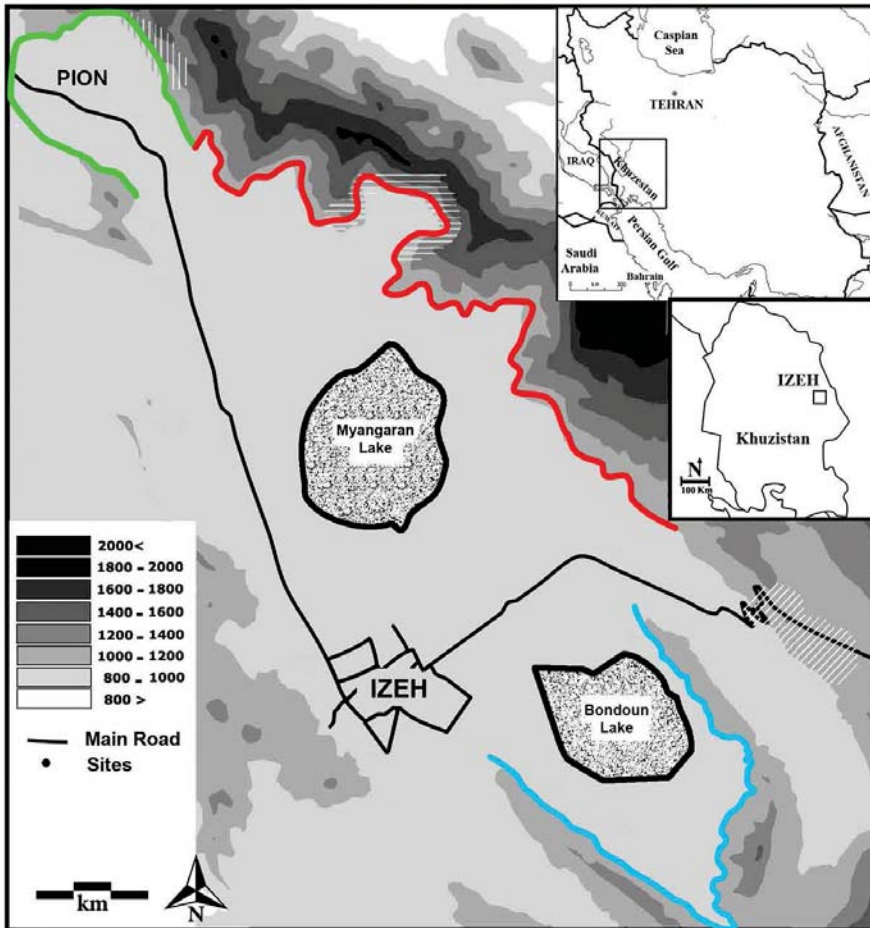 PION
Caspian
Sea
TEHRAN
IRAQ
Khuzestan
AFGHANISTAN
KUWAIT
Persian Gulf
Saudi
Arabia
Bahrain
IZEH
Khuzistan
N
100 Km
Myangaran
Lake
IZEH
Bondoun
Lake
2000<
1800 - 2000
1600 - 1800
1400 - 1600
1200 - 1400
1000 - 1200
800 - 1000
800 >
Main Road
Sites
km
N